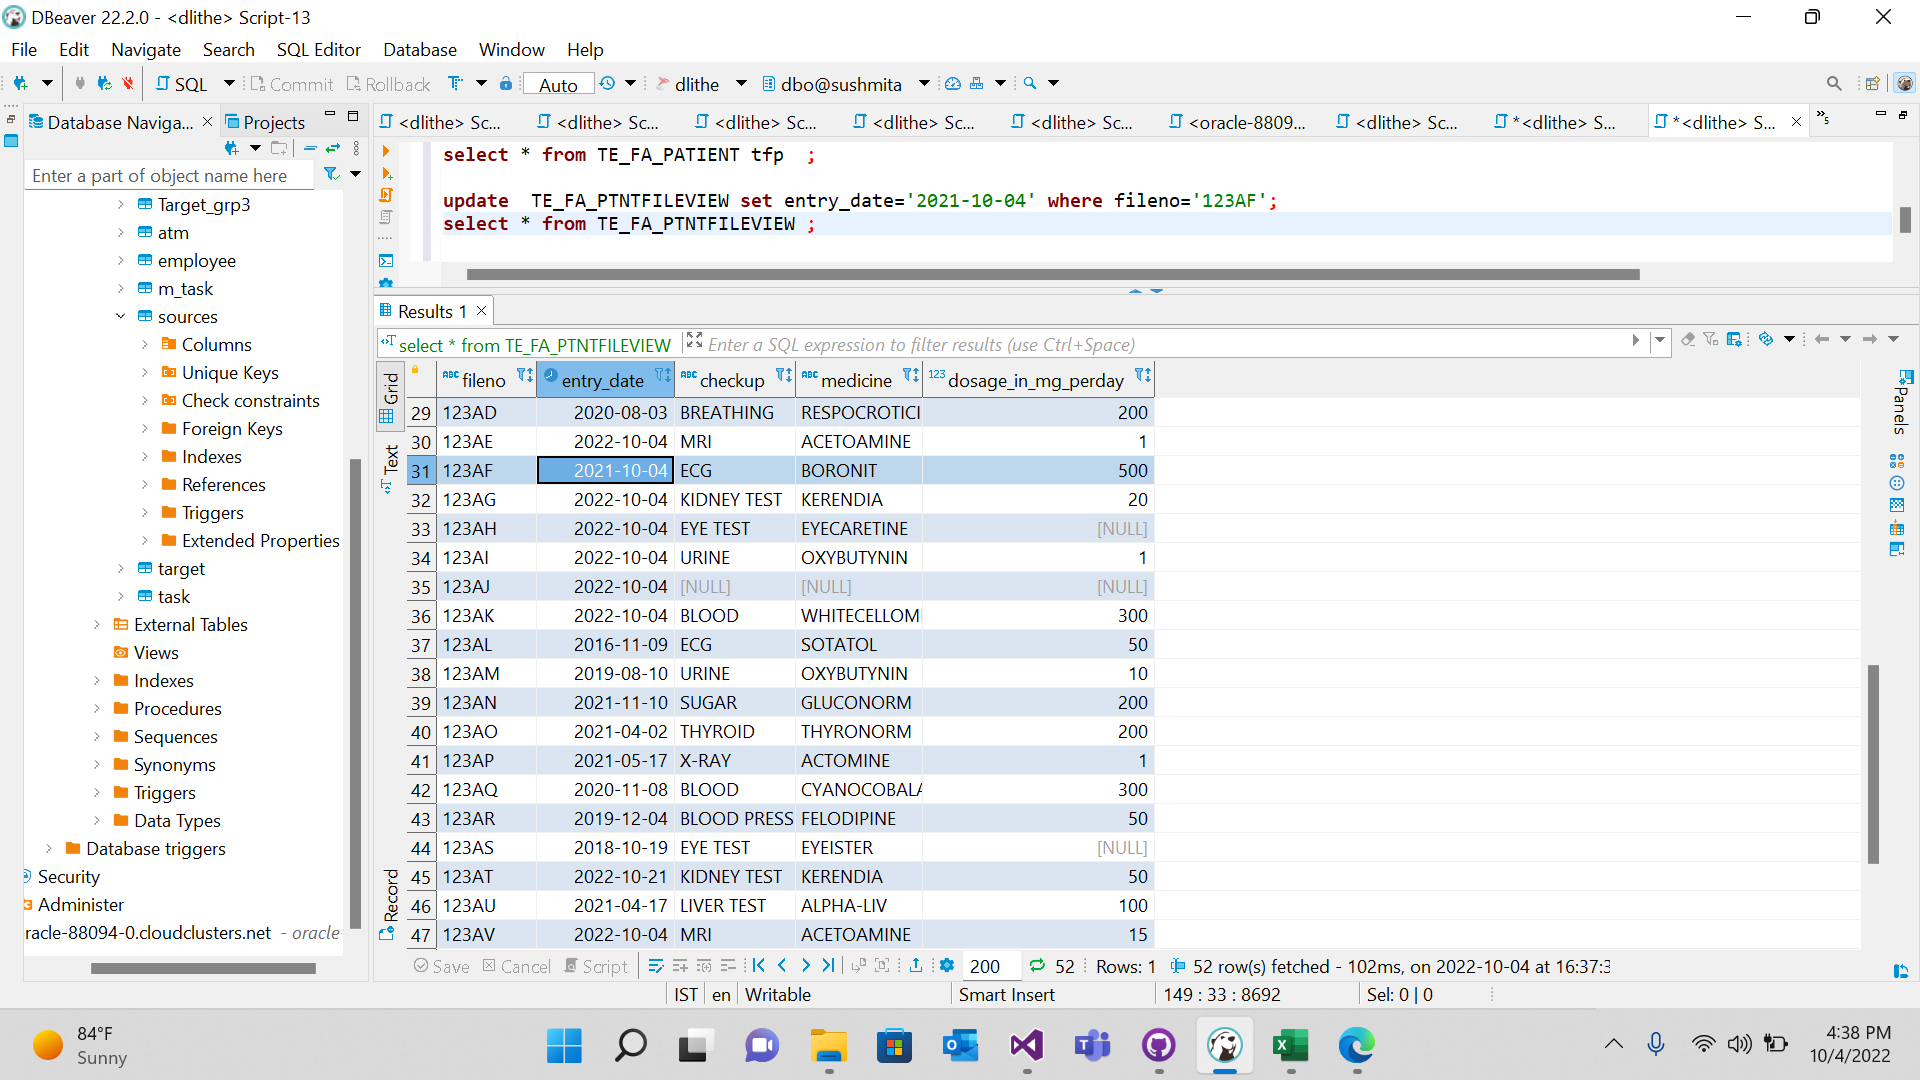 DBeaver 22.2.0 - <dlithe> Script-13
File Edit Navigate Search SQL Editor Database Window Help
SQL Commit Rollback Auto dlithe dbo@sushmita
Database Naviga... Projects
<dlithe> Sc... <dlithe> Sc... <dlithe> Sc... <dlithe> Sc... <dlithe> Sc... <oracle-8809... <dlithe> Sc... *<dlithe> S... *<dlithe> S... »5
Enter a part of object name here
Target_grp3
atm
employee
m_task
sources
Columns
Unique Keys
Check constraints
Foreign Keys
Indexes
References
Triggers
Extended Properties
target
task
External Tables
Views
Indexes
Procedures
Sequences
Synonyms
Triggers
Data Types
Database triggers
Security
Administer
racle-88094-0.cloudclusters.net - oracle
select * from TE_FA_PATIENT tfp ;
update TE_FA_PTNTFILEVIEW set entry_date='2021-10-04' where fileno='123AF';
select * from TE_FA_PTNTFILEVIEW ;
Results 1
select * from TE_FA_PTNTFILEVIEW Enter a SQL expression to filter results (use Ctrl+Space)
Grid
Text
Record
Panels
ABC fileno entry_date ABC checkup ABC medicine 123 dosage_in_mg_perday
29 123AD 2020-08-03 BREATHING RESPOCROTICI 200
30 123AE 2022-10-04 MRI ACETOAMINE 1
31 123AF 2021-10-04 ECG BORONIT 500
32 123AG 2022-10-04 KIDNEY TEST KERENDIA 20
33 123AH 2022-10-04 EYE TEST EYECARETINE [NULL]
34 123AI 2022-10-04 URINE OXYBUTYNIN 1
35 123AJ 2022-10-04 [NULL] [NULL] [NULL]
36 123AK 2022-10-04 BLOOD WHITECELLOM 300
37 123AL 2016-11-09 ECG SOTATOL 50
38 123AM 2019-08-10 URINE OXYBUTYNIN 10
39 123AN 2021-11-10 SUGAR GLUCONORM 200
40 123AO 2021-04-02 THYROID THYRONORM 200
41 123AP 2021-05-17 X-RAY ACTOMINE 1
42 123AQ 2020-11-08 BLOOD CYANOCOBALA 300
43 123AR 2019-12-04 BLOOD PRESS FELODIPINE 50
44 123AS 2018-10-19 EYE TEST EYEISTER [NULL]
45 123AT 2022-10-21 KIDNEY TEST KERENDIA 50
46 123AU 2021-04-17 LIVER TEST ALPHA-LIV 100
47 123AV 2022-10-04 MRI ACETOAMINE 15
Save Cancel Script 200 52 Rows: 1 52 row(s) fetched - 102ms, on 2022-10-04 at 16:37:3
IST en Writable Smart Insert 149 : 33 : 8692 Sel: 0 | 0
84°F
Sunny
4:38 PM
10/4/2022